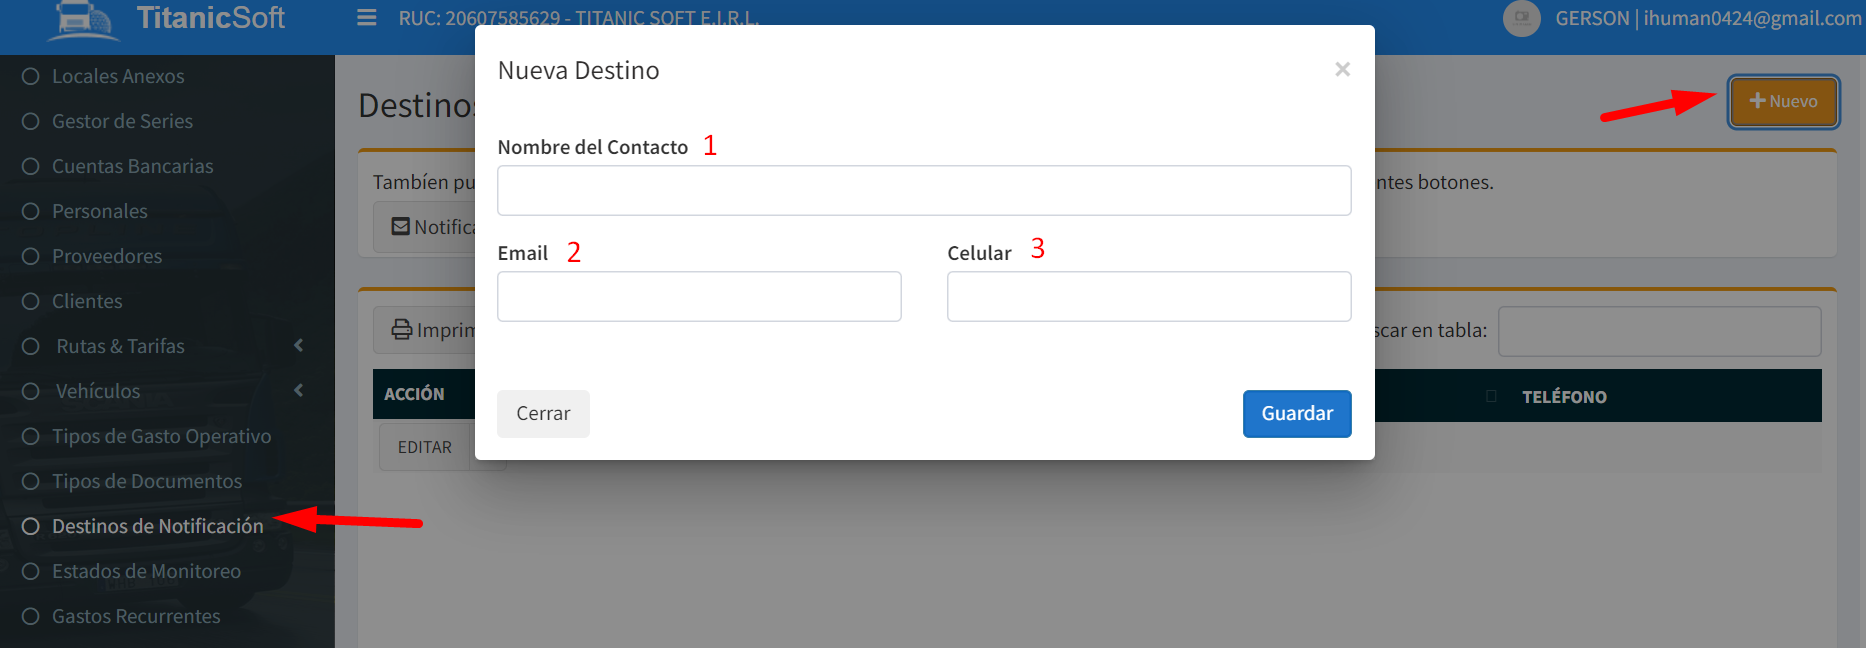 TitanicSoft
RUC: 20607585629 - TITANIC SOFT E.I.R.L.
GERSON | ihuman0424@gmail.com
Locales Anexos
Gestor de Series
Cuentas Bancarias
Personales
Proveedores
Clientes
Rutas & Tarifas
Vehículos
Tipos de Gasto Operativo
Tipos de Documentos
Destinos de Notificación
Estados de Monitoreo
Gastos Recurrentes
Destinos
Nuevo
Tambíen pu
ntes botones.
Notifica
Imprim
scar en tabla:
ACCIÓN
TELÉFONO
EDITAR
Nueva Destino
×
Nombre del Contacto 1
Email 2
Celular 3
Cerrar
Guardar